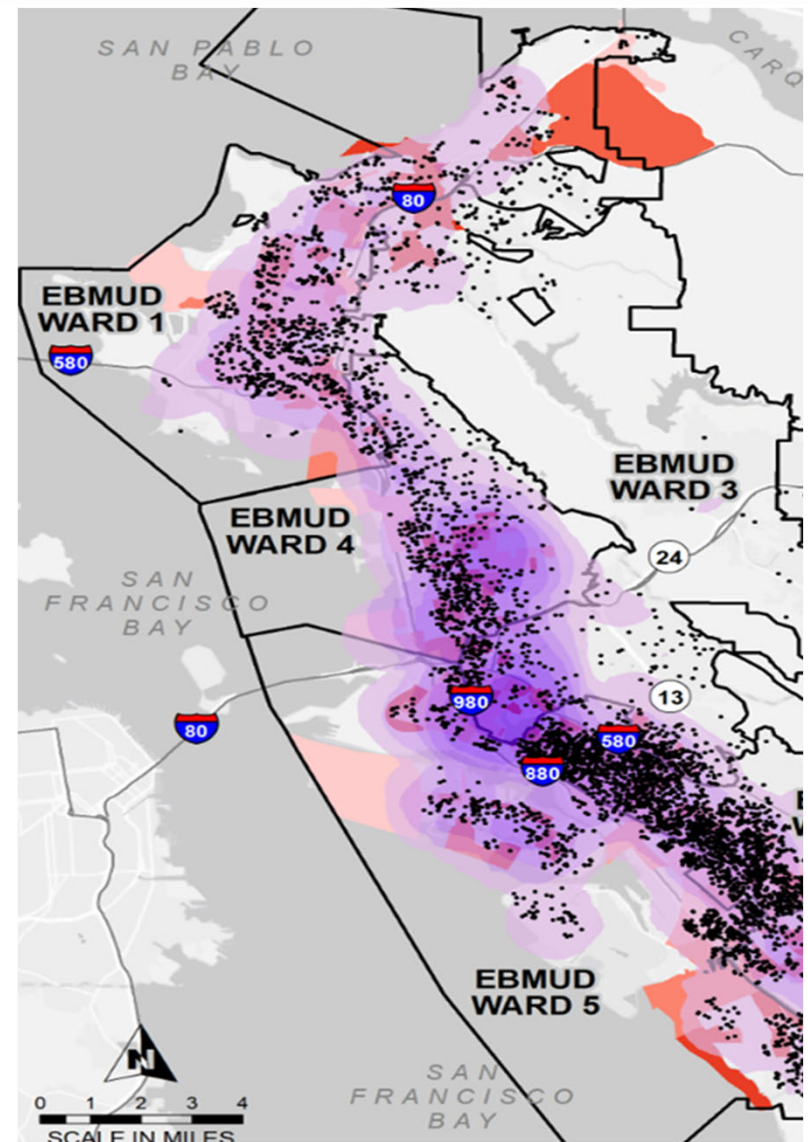 SAN PABLO
BAY
CARQ
80
EBMUD
WARD 1
580
EBMUD
WARD 3
EBMUD
WARD 4
24
SAN
FRANCISCO
BAY
13
980
80
580
880
E
W
EBMUD
WARD 5
N
SAN
FRANCISCO
BAY
0 1 2 3 4
SCALE IN MILES